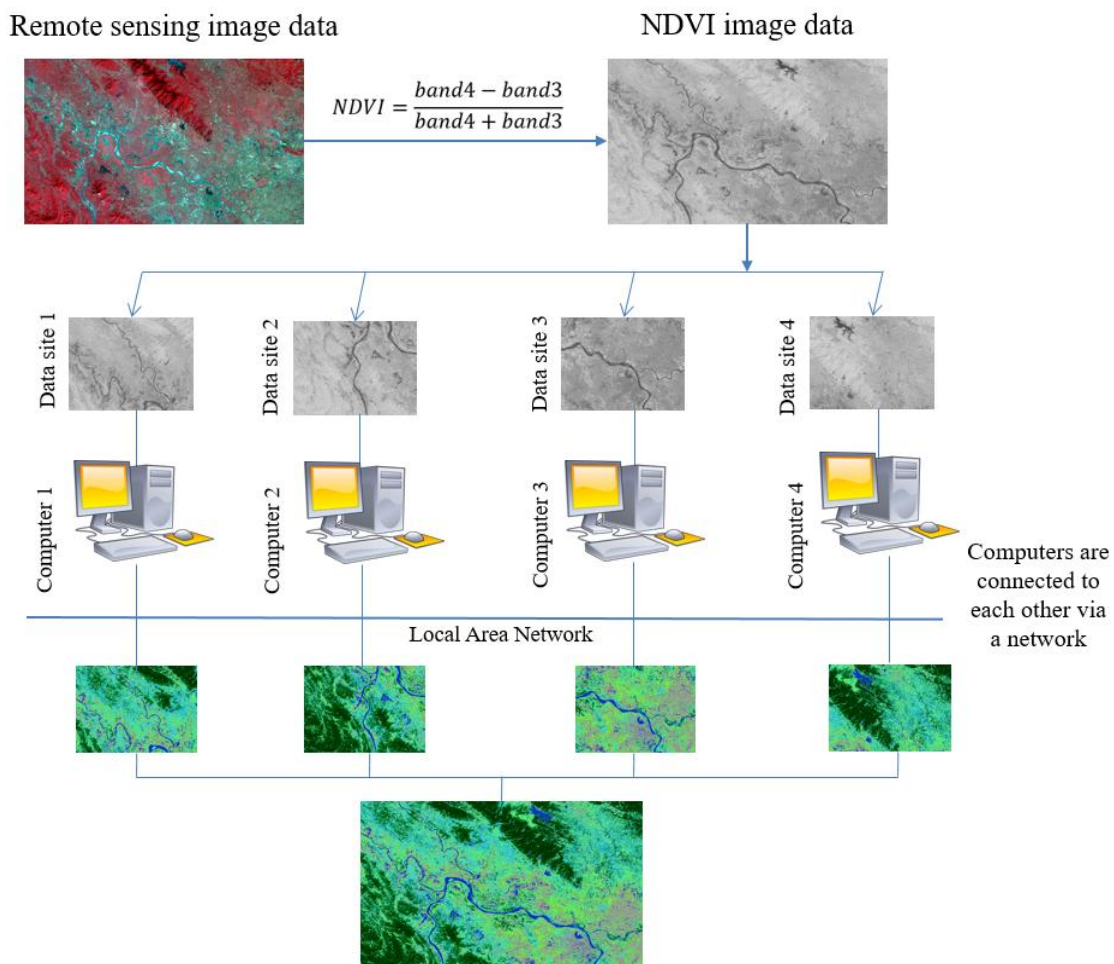 Remote sensing image data
NDVI image data
NDVI = (band4 − band3) / (band4 + band3)
Data site 1
Data site 2
Data site 3
Data site 4
Computer 1
Computer 2
Computer 3
Computer 4
Computers are
connected to
each other via
a network
Local Area Network